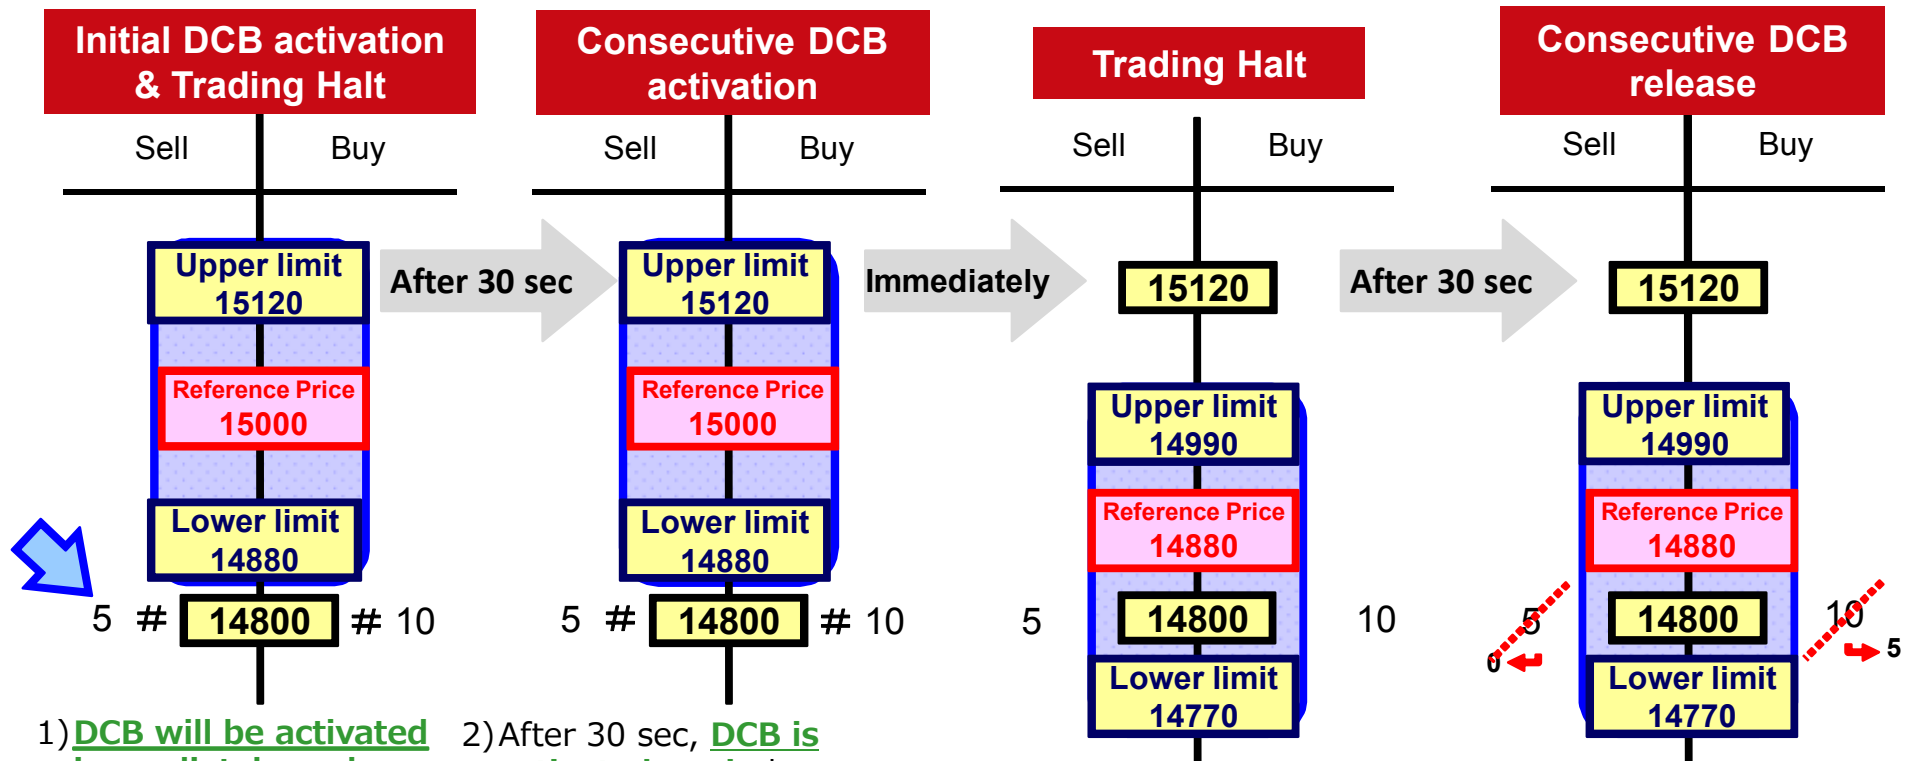 Initial DCB activation
& Trading Halt
Sell Buy
Upper limit
15120
Reference Price
15000
Lower limit
14880
5 # 14800 # 10
1) DCB will be activated
After 30 sec
Consecutive DCB
activation
Sell Buy
Upper limit
15120
Reference Price
15000
Lower limit
14880
5 # 14800 # 10
2) After 30 sec, DCB is
Immediately
Trading Halt
Sell Buy
15120
Upper limit
14990
Reference Price
14880
5 14800 10
Lower limit
14770
After 30 sec
Consecutive DCB
release
Sell Buy
15120
Upper limit
14990
Reference Price
14880
5 14800 10
0 5
Lower limit
14770